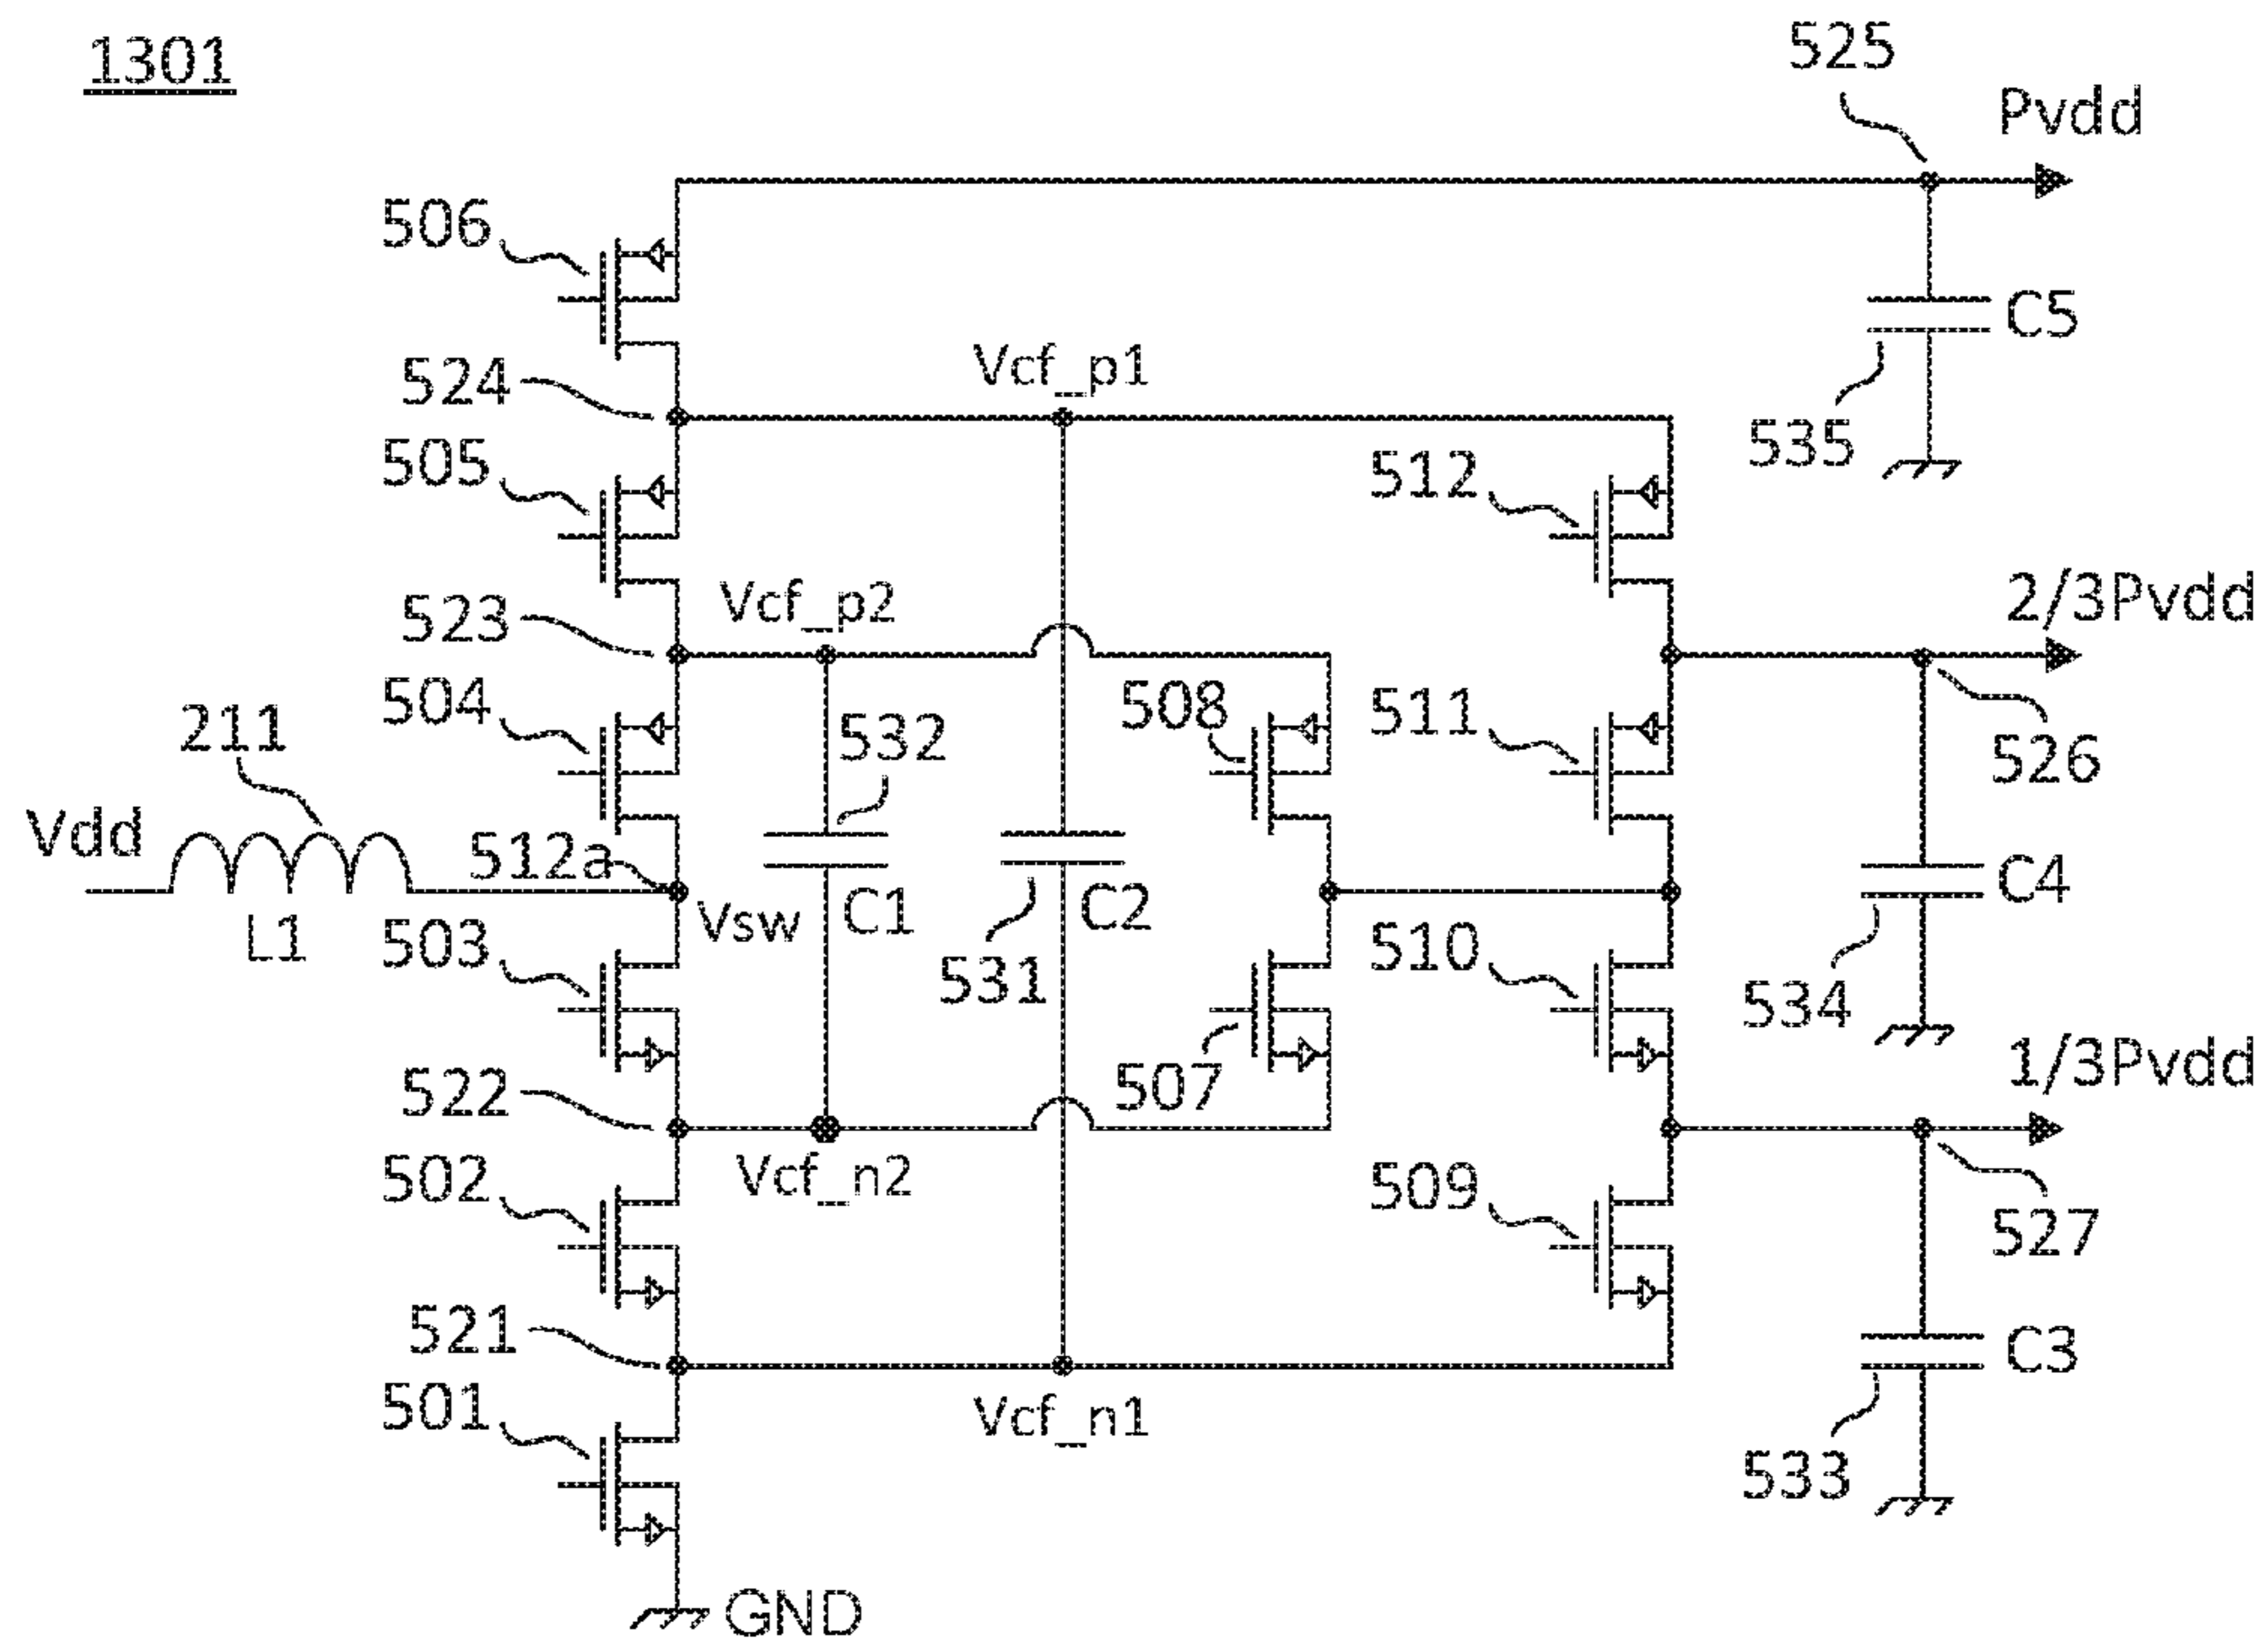 1301
525
Pvdd
506
C5
524
Vcf_p1
535
505
512
523
Vcf_p2
2/3Pvdd
504
532
508
511
526
211
Vdd
512a
L1
Vsw
C1
C2
C4
503
531
510
534
522
507
1/3Pvdd
502
Vcf_n2
509
527
521
C3
501
Vcf_n1
533
GND